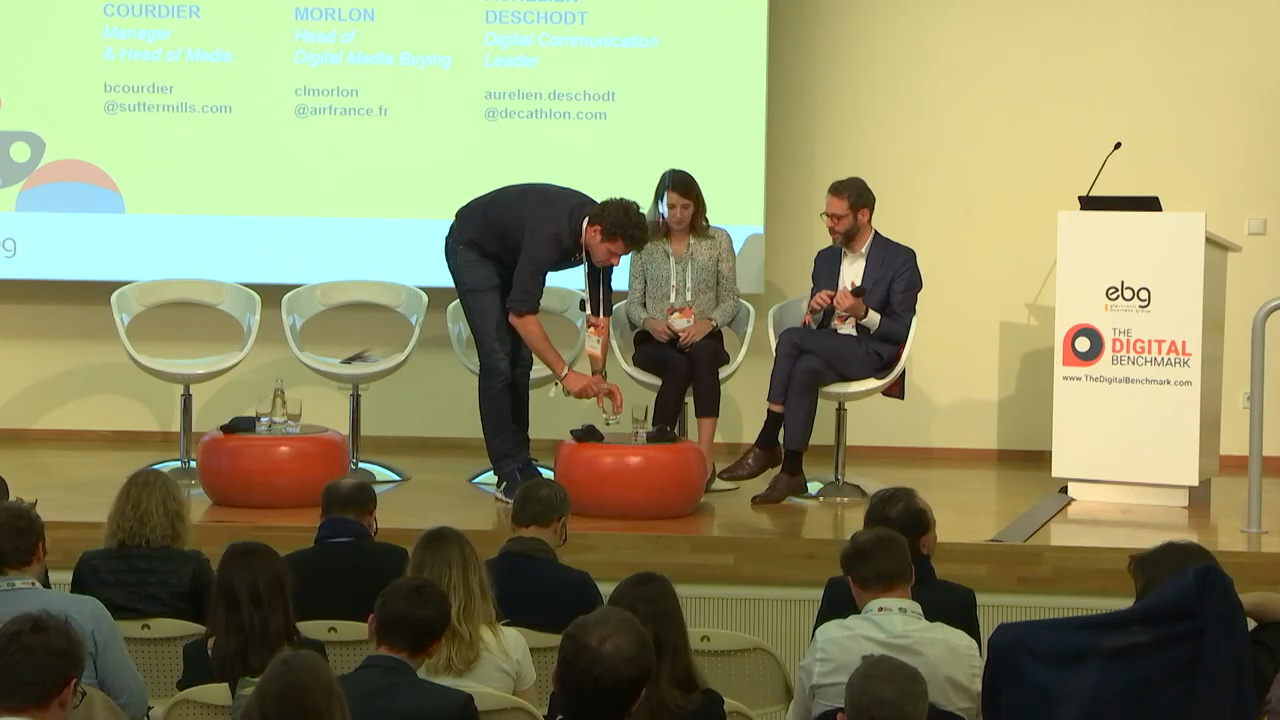 COURDIER
Manager
& Head of Media
bcourdier
@suttermills.com
MORLON
Head of
Digital Media Buying
clmorlon
@airfrance.fr
DESCHODT
Digital Communication
Leader
aurelien.deschodt
@decathlon.com
ebg
THE
DIGITAL
BENCHMARK
www.TheDigitalBenchmark.com